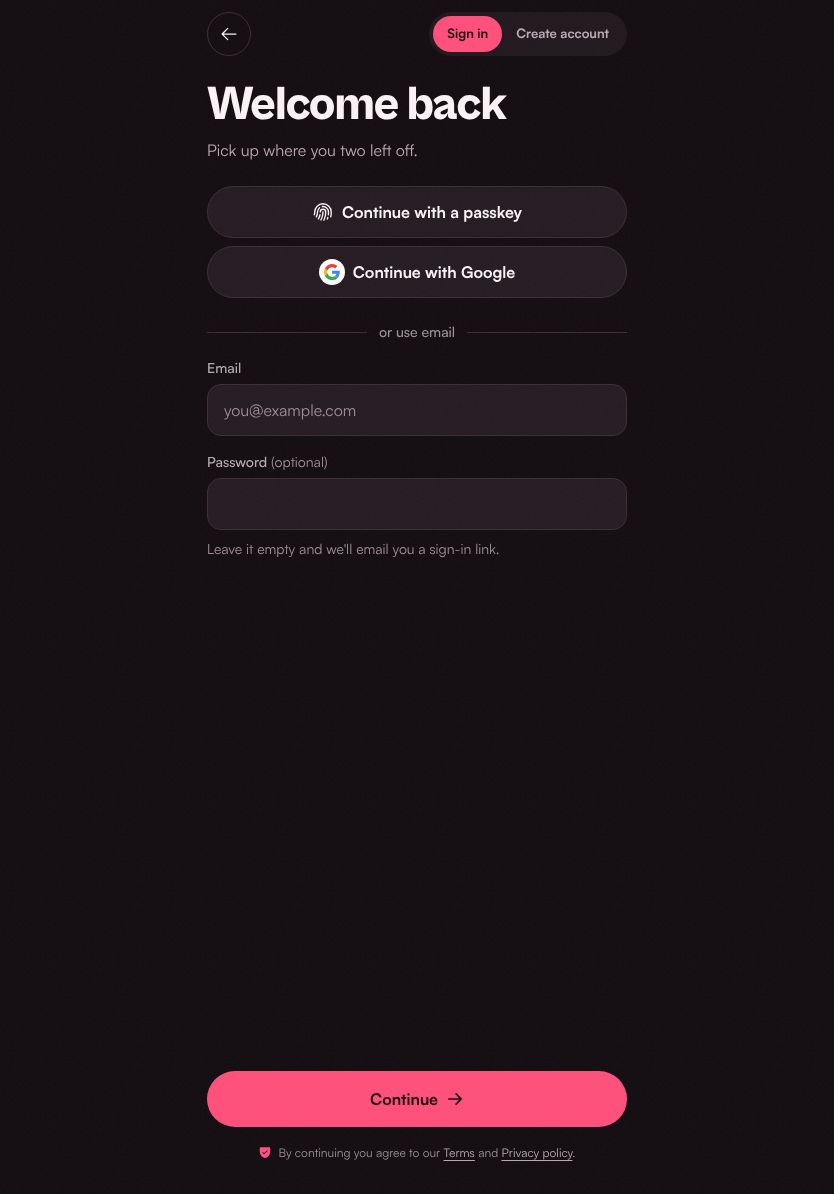 Sign in
Create account
Welcome back
Pick up where you two left off.
Continue with a passkey
Continue with Google
or use email
Email
you@example.com
Password (optional)
Leave it empty and we'll email you a sign-in link.
Continue
By continuing you agree to our Terms and Privacy policy.